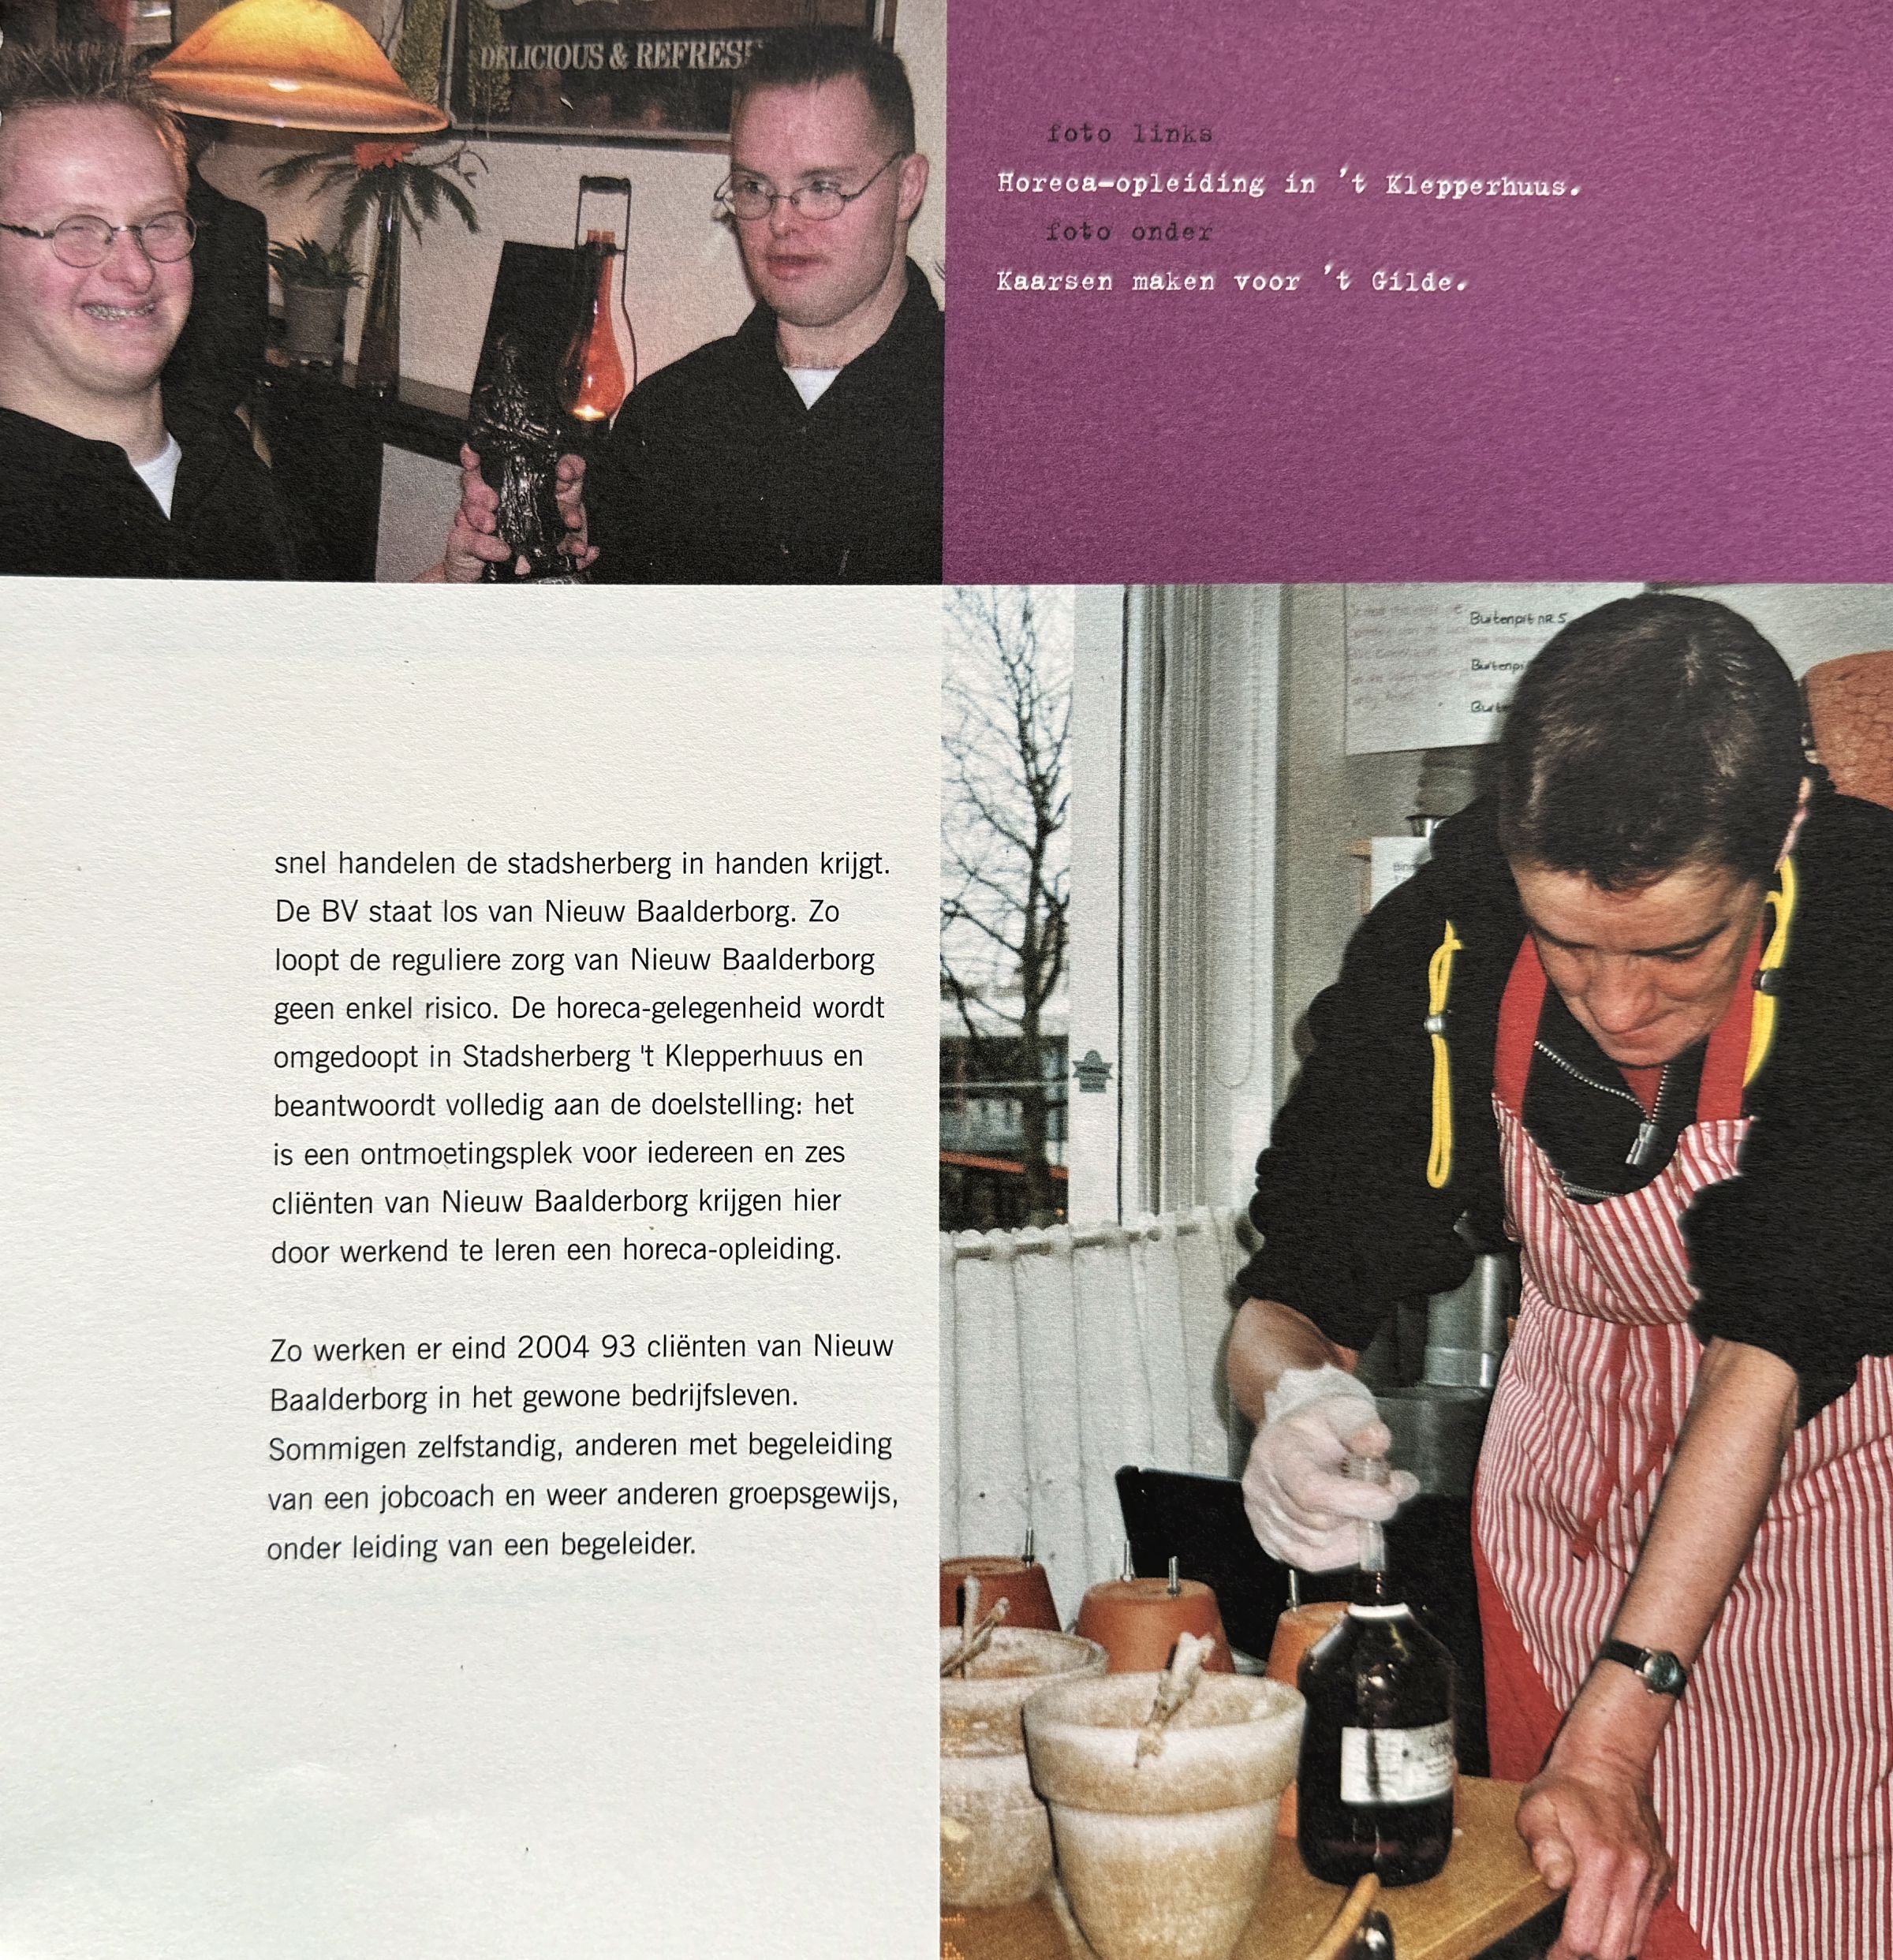 DELICIOUS & REFRES
foto links
Horeca-opleiding in 't Klepperhuus.
foto onder
Kaarsen maken voor 't Gilde.
Buitenpit nR 5
snel handelen de stadsherberg in handen krijgt.
De BV staat los van Nieuw Baalderborg. Zo
loopt de reguliere zorg van Nieuw Baalderborg
geen enkel risico. De horeca-gelegenheid wordt
omgedoopt in Stadsherberg 't Klepperhuus en
beantwoordt volledig aan de doelstelling: het
is een ontmoetingsplek voor iedereen en zes
cliënten van Nieuw Baalderborg krijgen hier
door werkend te leren een horeca-opleiding.
Zo werken er eind 2004 93 cliënten van Nieuw
Baalderborg in het gewone bedrijfsleven.
Sommigen zelfstandig, anderen met begeleiding
van een jobcoach en weer anderen groepsgewijs,
onder leiding van een begeleider.